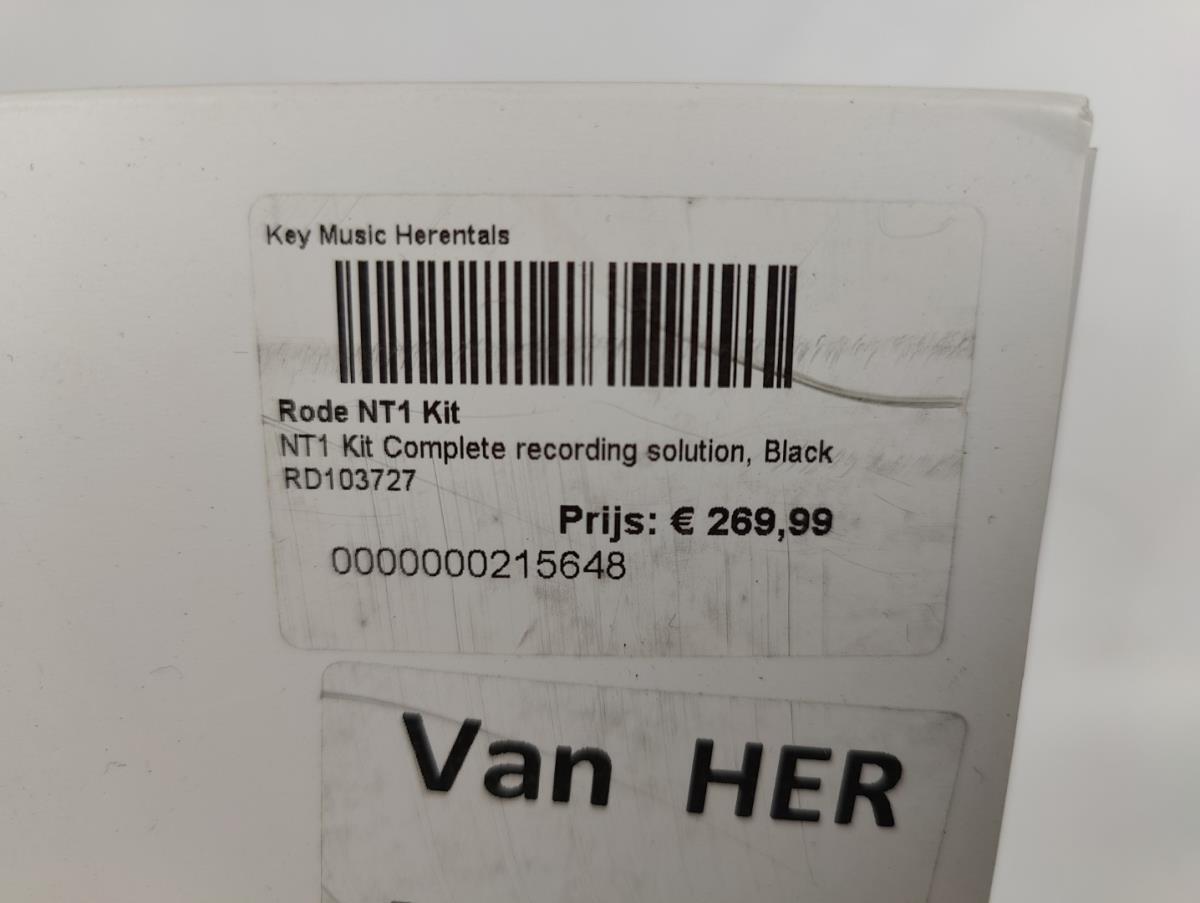 Key Music Herentals
Rode NT1 Kit
NT1 Kit Complete recording solution, Black
RD103727
Prijs: € 269,99
0000000215648
Van HER